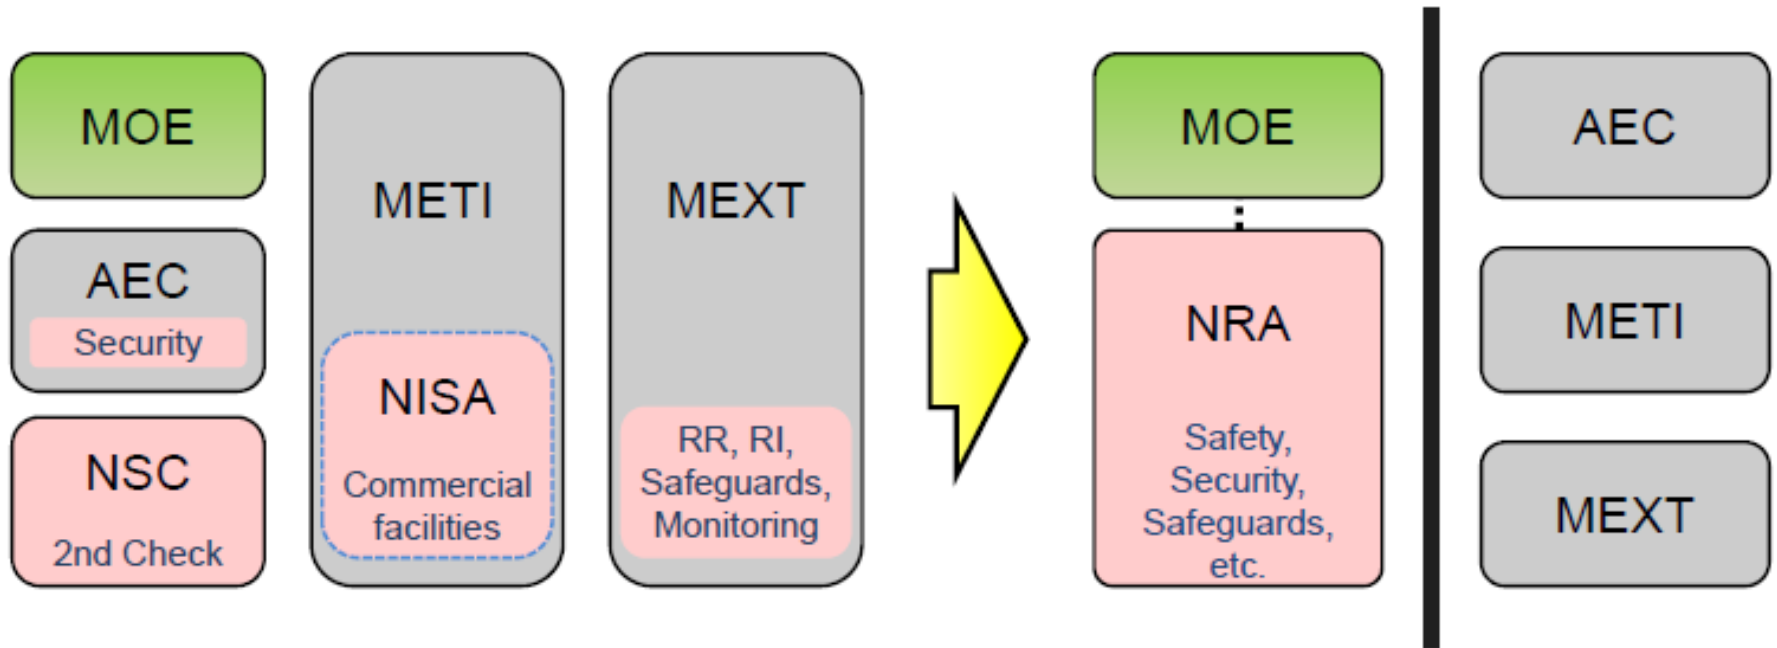 MOE
AEC
Security
NSC
2nd Check
METI
NISA
Commercial
facilities
MEXT
RR, RI,
Safeguards,
Monitoring
MOE
NRA
Safety,
Security,
Safeguards,
etc.
AEC
METI
MEXT